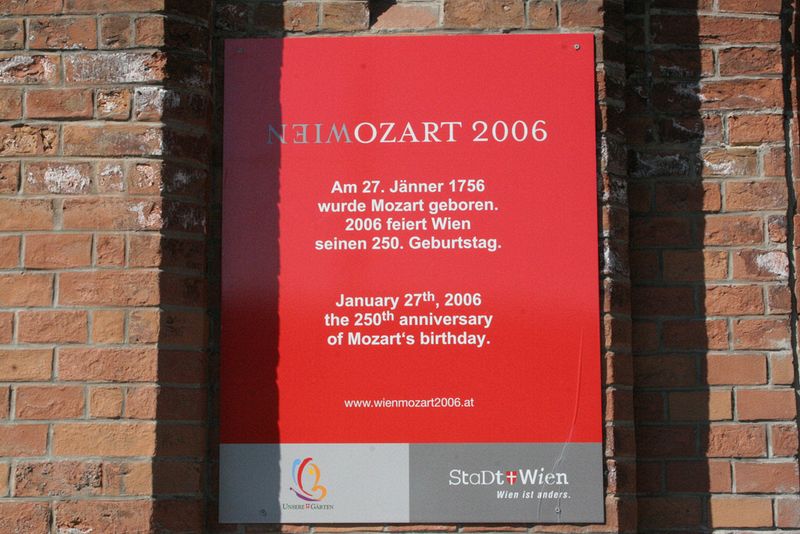 WIENMOZART 2006
Am 27. Jänner 1756
wurde Mozart geboren.
2006 feiert Wien
seinen 250. Geburtstag.
January 27th, 2006
the 250th anniversary
of Mozart‘s birthday.
www.wienmozart2006.at
UNSERE GÄRTEN
StaDt Wien
Wien ist anders.